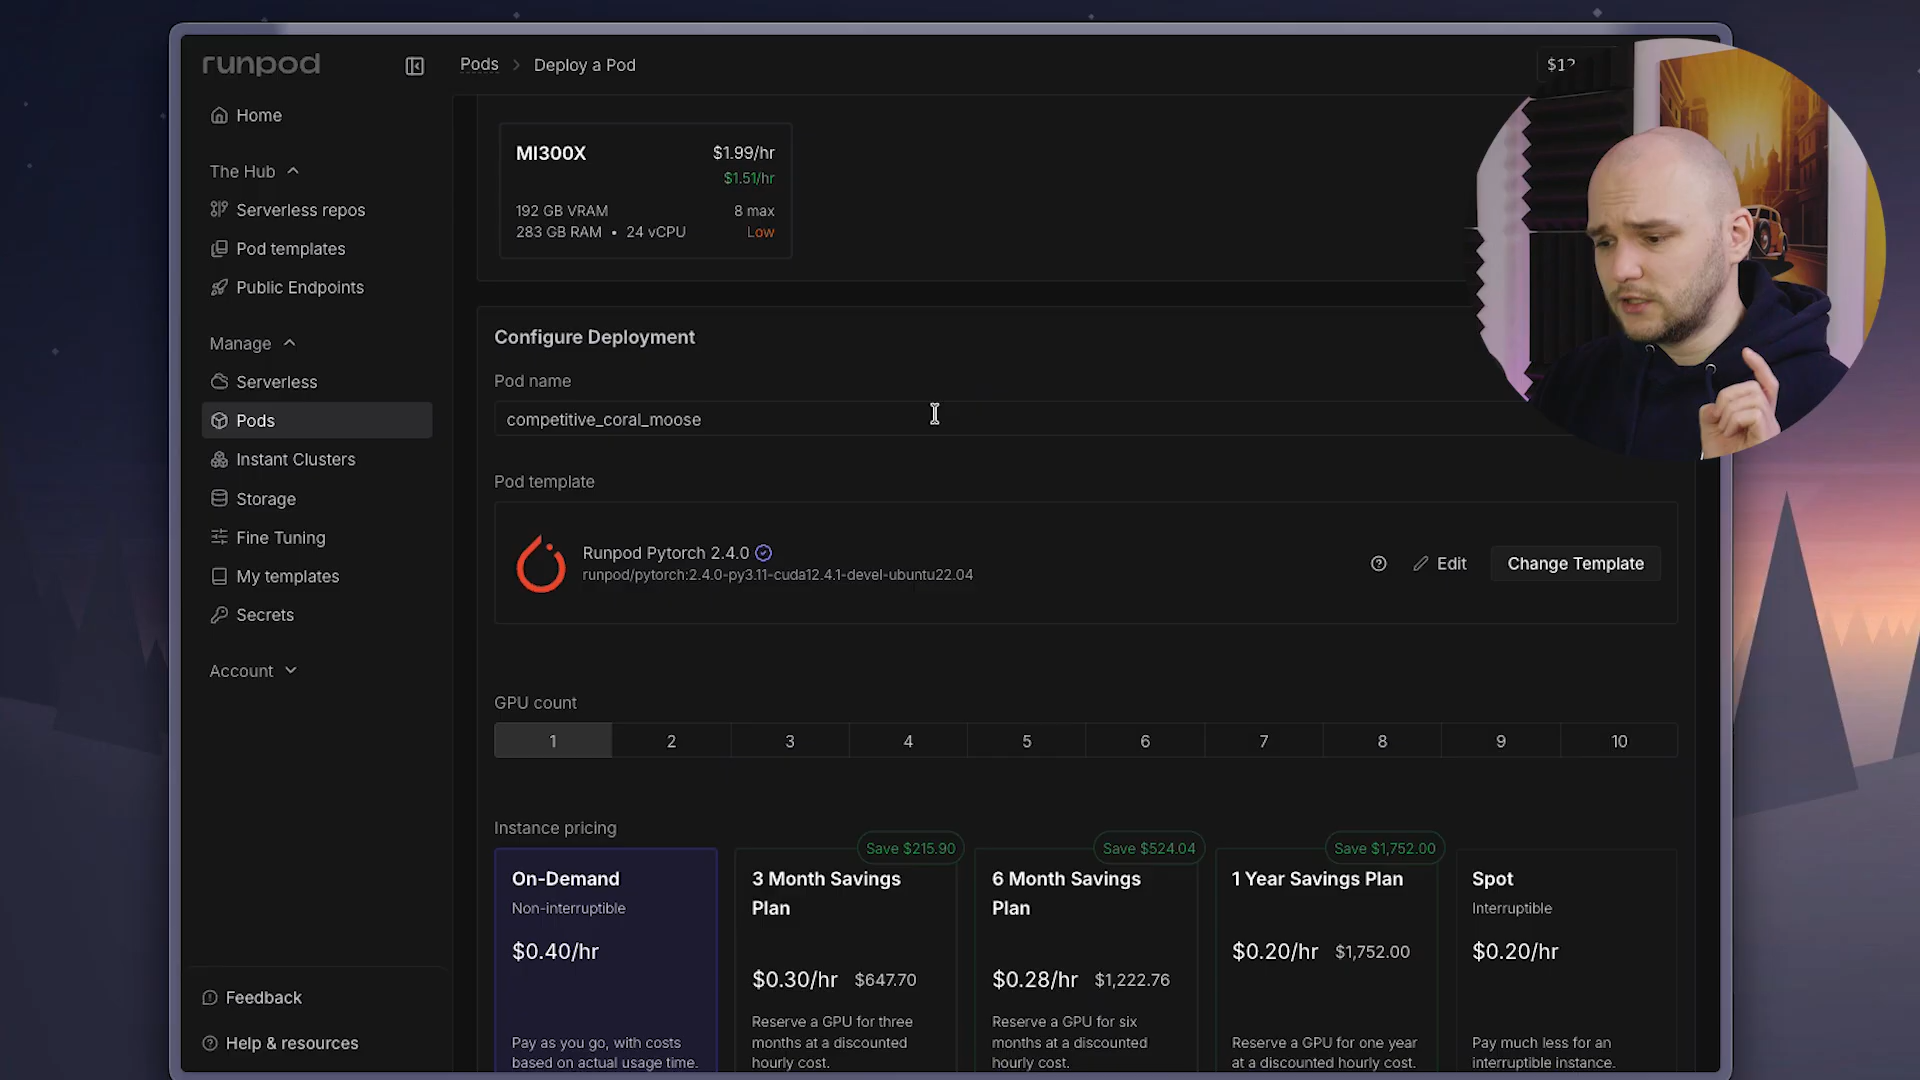 runpod
Pods > Deploy a Pod
Home
The Hub
Serverless repos
Pod templates
Public Endpoints
Manage
Serverless
Pods
Instant Clusters
Storage
Fine Tuning
My templates
Secrets
Account
Feedback
Help & resources
MI300X $1.99/hr
$1.51/hr
192 GB VRAM 8 max
283 GB RAM • 24 vCPU Low
Configure Deployment
Pod name
competitive_coral_moose
Pod template
Runpod Pytorch 2.4.0
runpod/pytorch:2.4.0-py3.11-cuda12.4.1-devel-ubuntu22.04
Edit
Change Template
GPU count
1 2 3 4 5 6 7 8 9 10
Instance pricing
On-Demand
Non-interruptible
$0.40/hr
Pay as you go, with costs
based on actual usage time.
Save $215.90
3 Month Savings
Plan
$0.30/hr $647.70
Reserve a GPU for three
months at a discounted
hourly cost.
Save $524.04
6 Month Savings
Plan
$0.28/hr $1,222.76
Reserve a GPU for six
months at a discounted
hourly cost.
Save $1,752.00
1 Year Savings Plan
$0.20/hr $1,752.00
Reserve a GPU for one year
at a discounted hourly cost.
Spot
Interruptible
$0.20/hr
Pay much less for an
interruptible instance.